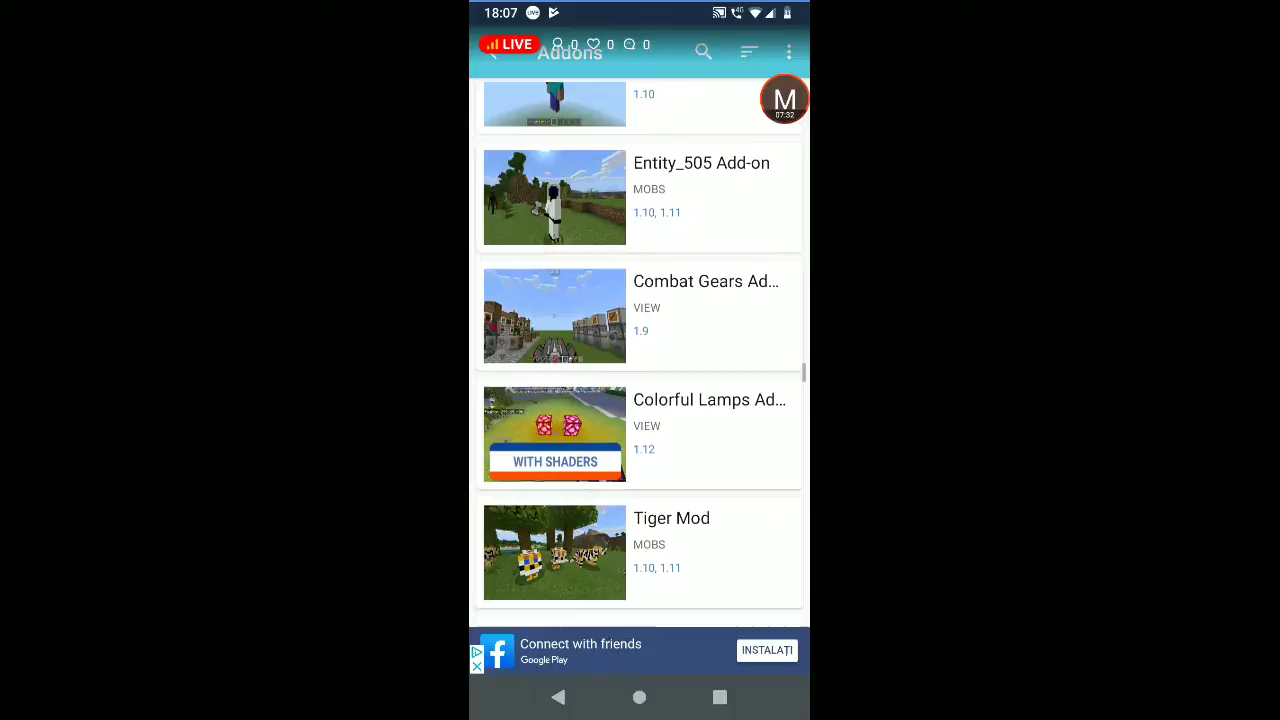 18:07
LIVE 0 0 0
Addons
1.10
M
07:32
Entity_505 Add-on
MOBS
1.10, 1.11
Combat Gears Ad...
VIEW
1.9
Colorful Lamps Ad...
VIEW
1.12
WITH SHADERS
Tiger Mod
MOBS
1.10, 1.11
Connect with friends
Google Play
INSTALAȚI